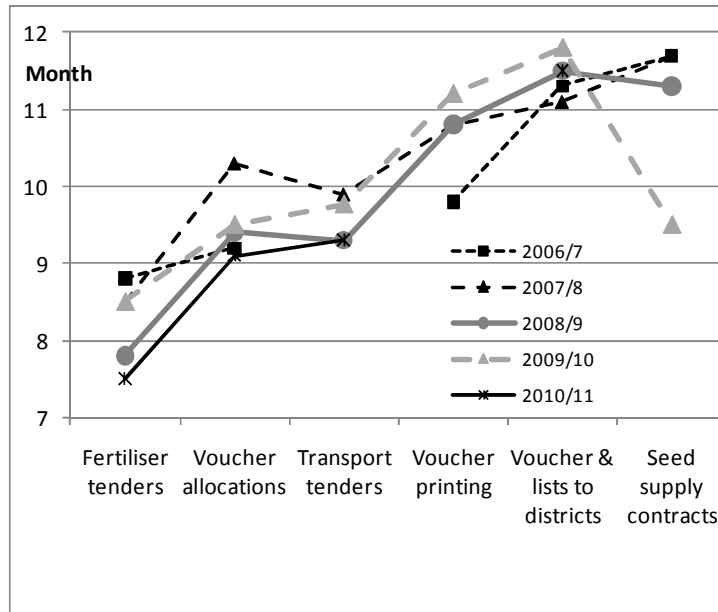 12
Month
11
10
9
8
7
2006/7
2007/8
2008/9
2009/10
2010/11
Fertiliser
tenders
Voucher
allocations
Transport
tenders
Voucher
printing
Voucher &
lists to
districts
Seed
supply
contracts